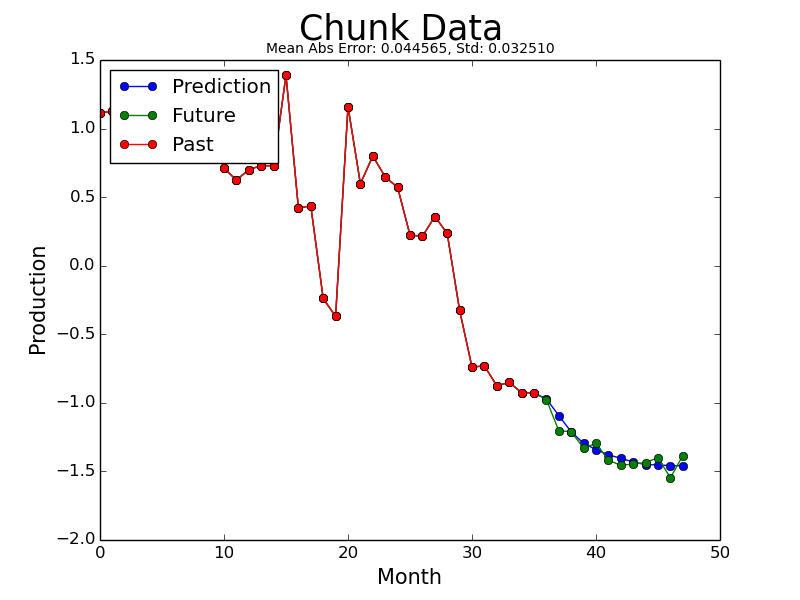 Chunk Data
Mean Abs Error: 0.044565, Std: 0.032510
Prediction
Future
Past
Production
1.5
1.0
0.5
0.0
−0.5
−1.0
−1.5
−2.0
0 10 20 30 40 50
Month